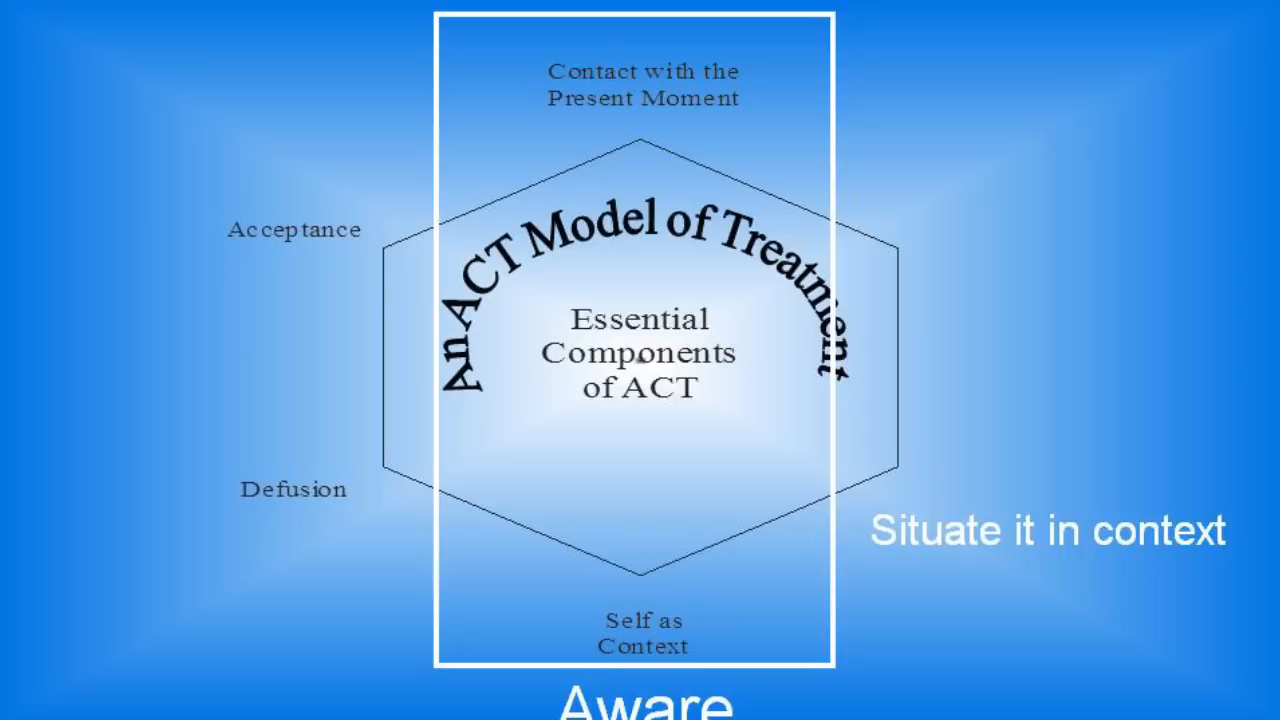 Contact with the
Present Moment
Acceptance
An ACT Model of Treatment
Essential
Components
of ACT
Defusion
Situate it in context
Self as
Context
Aware